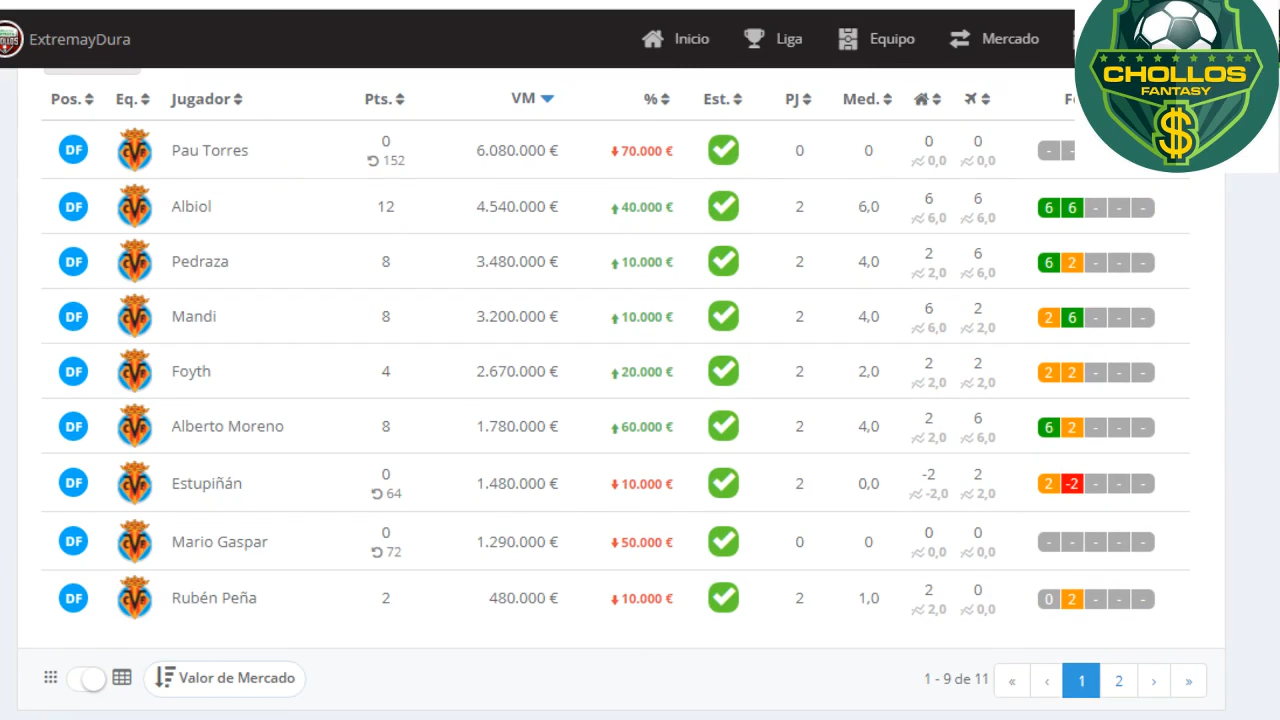 ExtremayDura Inicio Liga Equipo Mercado
CHOLLOS
FANTASY
$
Pos. Eq. Jugador Pts. VM % Est. PJ Med.
DF Pau Torres 0 152 6.080.000 € 70.000 € 0 0 0 0,0 0 0,0 - -
DF Albiol 12 4.540.000 € 40.000 € 2 6,0 6 6,0 6 6,0 6 6 - - -
DF Pedraza 8 3.480.000 € 10.000 € 2 4,0 2 2,0 6 6,0 6 2 - - -
DF Mandi 8 3.200.000 € 10.000 € 2 4,0 6 6,0 2 2,0 2 6 - - -
DF Foyth 4 2.670.000 € 20.000 € 2 2,0 2 2,0 2 2,0 2 2 - - -
DF Alberto Moreno 8 1.780.000 € 60.000 € 2 4,0 2 2,0 6 6,0 6 2 - - -
DF Estupiñán 0 64 1.480.000 € 10.000 € 2 0,0 -2 -2,0 2 2,0 2 -2 - - -
DF Mario Gaspar 0 72 1.290.000 € 50.000 € 0 0 0 0,0 0 0,0 - - - - -
DF Rubén Peña 2 480.000 € 10.000 € 2 1,0 2 2,0 0 0,0 0 2 - - -
Valor de Mercado 1 - 9 de 11 « ‹ 1 2 › »